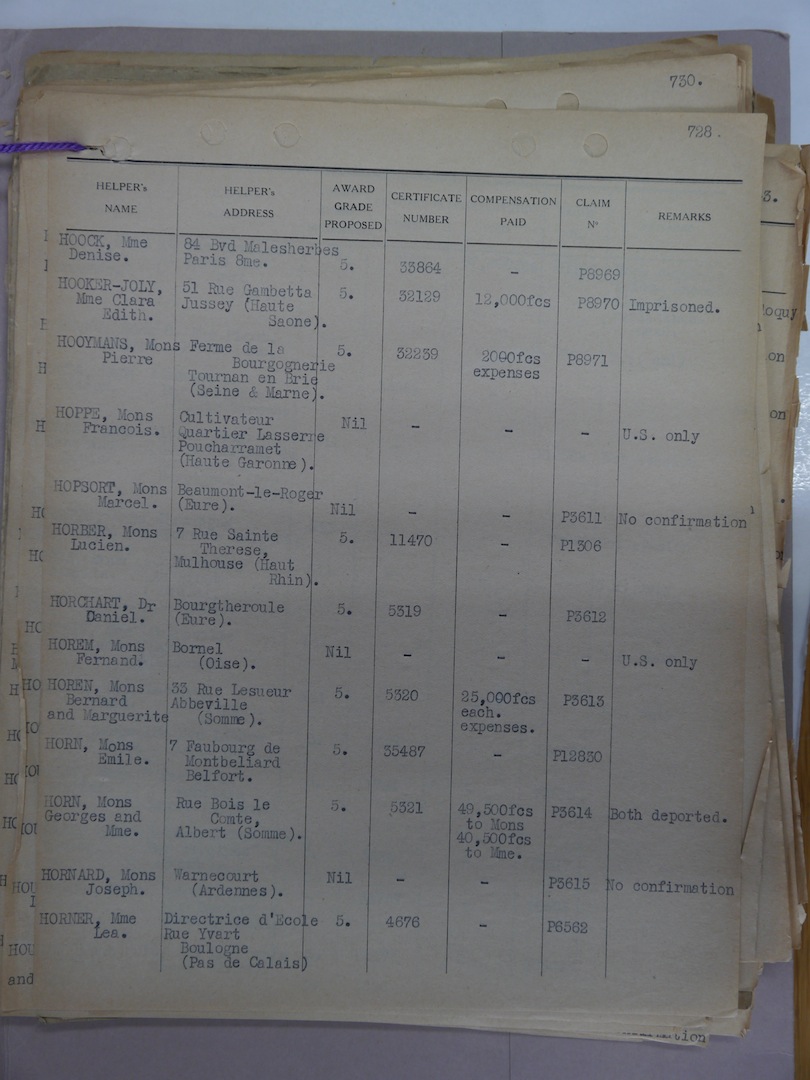 730.
728.
HELPER's NAME HELPER's ADDRESS AWARD GRADE PROPOSED CERTIFICATE NUMBER COMPENSATION PAID CLAIM N° REMARKS
HOOCK, Mme 84 Bvd Malesherbes
Denise. Paris 8me. 5. 33864 - P8969
HOOKER-JOLY, 51 Rue Gambetta 5. 32129 12,000fcs P8970 Imprisoned.
Mme Clara Jussey (Haute
Edith. Saone).
HOOYMANS, Mons Ferme de la 5. 32239 2000fcs P8971
Pierre Bourgognerie expenses
Tournan en Brie
(Seine & Marne).
HOPPE, Mons Cultivateur Nil - - - U.S. only
Francois. Quartier Lasserre
Poucharramet
(Haute Garonne).
HOPSORT, Mons Beaumont-le-Roger
Marcel. (Eure). Nil - - P3611 No confirmation
HORBER, Mons 7 Rue Sainte 5. 11470 - P1306
Lucien. Therese,
Mulhouse (Haut
Rhin).
HORCHART, Dr Bourgtheroule 5. 5319 - P3612
Daniel. (Eure).
HOREM, Mons Bornel Nil - - - U.S. only
Fernand. (Oise).
HOREN, Mons 33 Rue Lesueur 5. 5320 25,000fcs P3613
Bernard Abbeville each.
and Marguerite (Somme). expenses.
HORN, Mons 7 Faubourg de 5. 35487 - P12830
Emile. Montbeliard
Belfort.
HORN, Mons Rue Bois le 5. 5321 49,500fcs P3614 Both deported.
Georges and Comte, to Mons
Mme. Albert (Somme). 40,500fcs
to Mme.
HORNARD, Mons Warnecourt Nil - - P3615 No confirmation
Joseph. (Ardennes).
HORNER, Mme Directrice d'Ecole 5. 4676 - P6562
Lea. Rue Yvart
Boulogne
(Pas de Calais)
3.
on
on
and